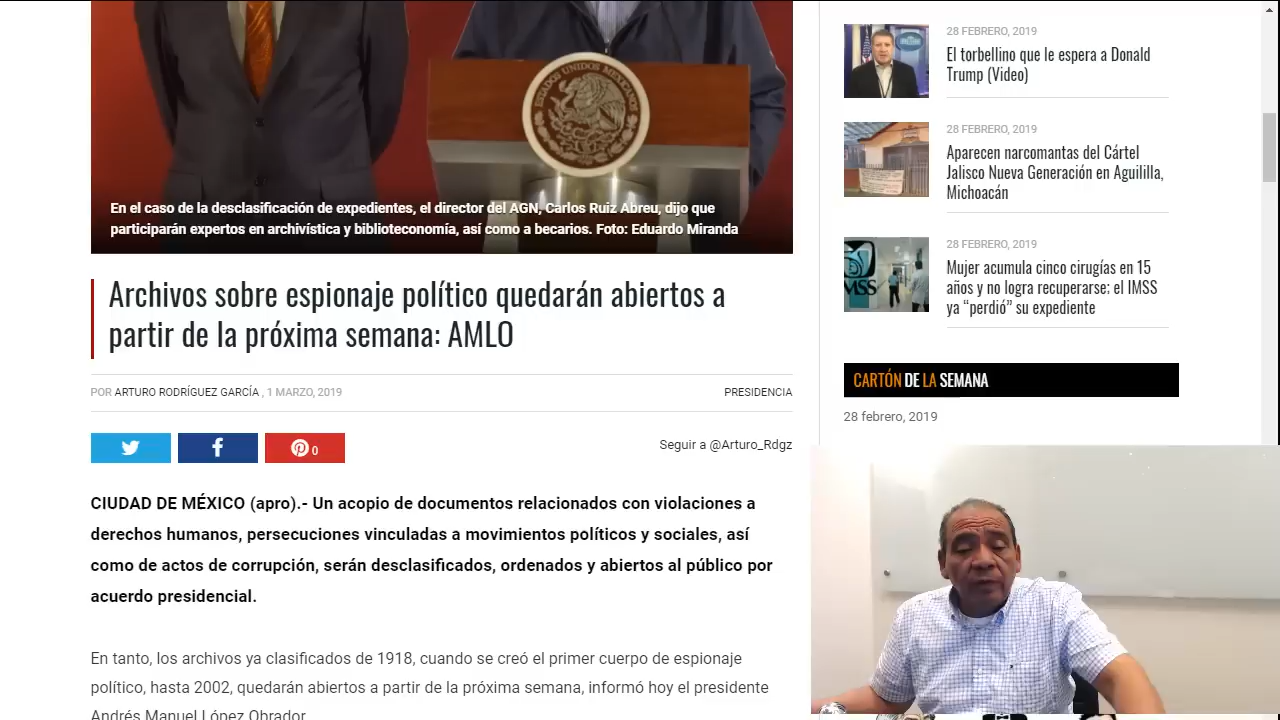 ESTADOS UNIDOS MEXICANOS
En el caso de la desclasificación de expedientes, el director del AGN, Carlos Ruiz Abreu, dijo que
participarán expertos en archivística y biblioteconomía, así como a becarios. Foto: Eduardo Miranda
Archivos sobre espionaje político quedarán abiertos a
partir de la próxima semana: AMLO
POR ARTURO RODRÍGUEZ GARCÍA , 1 MARZO, 2019
PRESIDENCIA
0
Seguir a @Arturo_Rdgz
CIUDAD DE MÉXICO (apro).- Un acopio de documentos relacionados con violaciones a
derechos humanos, persecuciones vinculadas a movimientos políticos y sociales, así
como de actos de corrupción, serán desclasificados, ordenados y abiertos al público por
acuerdo presidencial.
En tanto, los archivos ya clasificados de 1918, cuando se creó el primer cuerpo de espionaje
político, hasta 2002, quedarán abiertos a partir de la próxima semana, informó hoy el presidente
Andrés Manuel López Obrador.
28 FEBRERO, 2019
El torbellino que le espera a Donald
Trump (Video)
28 FEBRERO, 2019
Aparecen narcomantas del Cártel
Jalisco Nueva Generación en Aguililla,
Michoacán
IMSS
28 FEBRERO, 2019
Mujer acumula cinco cirugías en 15
años y no logra recuperarse; el IMSS
ya “perdió” su expediente
CARTÓN DE LA SEMANA
28 febrero, 2019